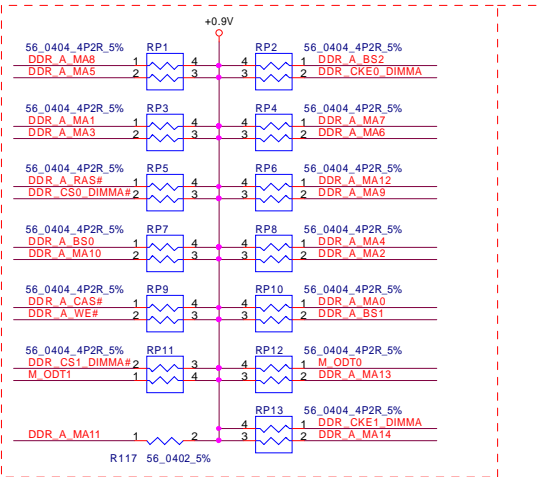 +0.9V
56_0404_4P2R_5% RP1 RP2 56_0404_4P2R_5%
DDR_A_MA8 1 4 4 1 DDR_A_BS2
DDR_A_MA5 2 3 3 2 DDR_CKE0_DIMMA
56_0404_4P2R_5% RP3 RP4 56_0404_4P2R_5%
DDR_A_MA1 1 4 4 1 DDR_A_MA7
DDR_A_MA3 2 3 3 2 DDR_A_MA6
56_0404_4P2R_5% RP5 RP6 56_0404_4P2R_5%
DDR_A_RAS# 1 4 4 1 DDR_A_MA12
DDR_CS0_DIMMA# 2 3 3 2 DDR_A_MA9
56_0404_4P2R_5% RP7 RP8 56_0404_4P2R_5%
DDR_A_BS0 1 4 4 1 DDR_A_MA4
DDR_A_MA10 2 3 3 2 DDR_A_MA2
56_0404_4P2R_5% RP9 RP10 56_0404_4P2R_5%
DDR_A_CAS# 1 4 4 1 DDR_A_MA0
DDR_A_WE# 2 3 3 2 DDR_A_BS1
56_0404_4P2R_5% RP11 RP12 56_0404_4P2R_5%
DDR_CS1_DIMMA# 2 3 4 1 M_ODT0
M_ODT1 1 4 3 2 DDR_A_MA13
RP13 56_0404_4P2R_5%
4 1 DDR_CKE1_DIMMA
DDR_A_MA11 1 2 3 2 DDR_A_MA14
R117 56_0402_5%